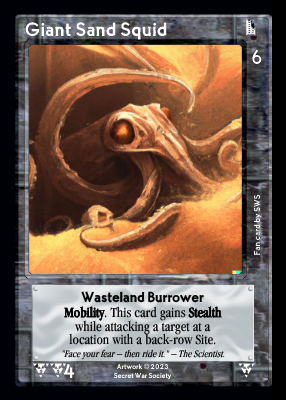 Giant Sand Squid
6
Fan card by SWS
Wasteland Burrower
Mobility. This card gains Stealth
while attacking a target at a
location with a back-row Site.
"Face your fear – then ride it." – The Scientist.
4
Artwork © 2023
Secret War Society